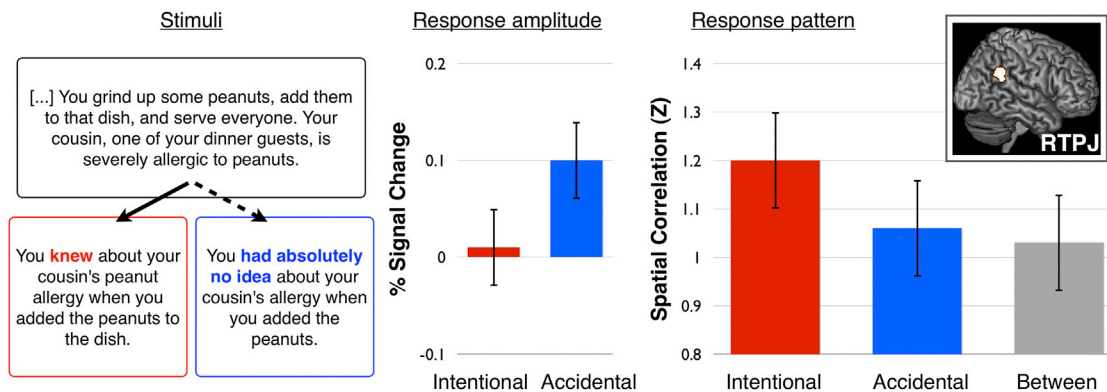 Stimuli
[...] You grind up some peanuts, add them
to that dish, and serve everyone. Your
cousin, one of your dinner guests, is
severely allergic to peanuts.
You knew about your
cousin's peanut
allergy when you
added the peanuts to
the dish.
You had absolutely
no idea about your
cousin's allergy when
you added the
peanuts.
Response amplitude
% Signal Change
0.2
0.1
0
-0.1
Intentional
Accidental
Response pattern
Spatial Correlation (Z)
1.4
1.3
1.2
1.1
1
0.9
0.8
Intentional
Accidental
Between
RTPJ